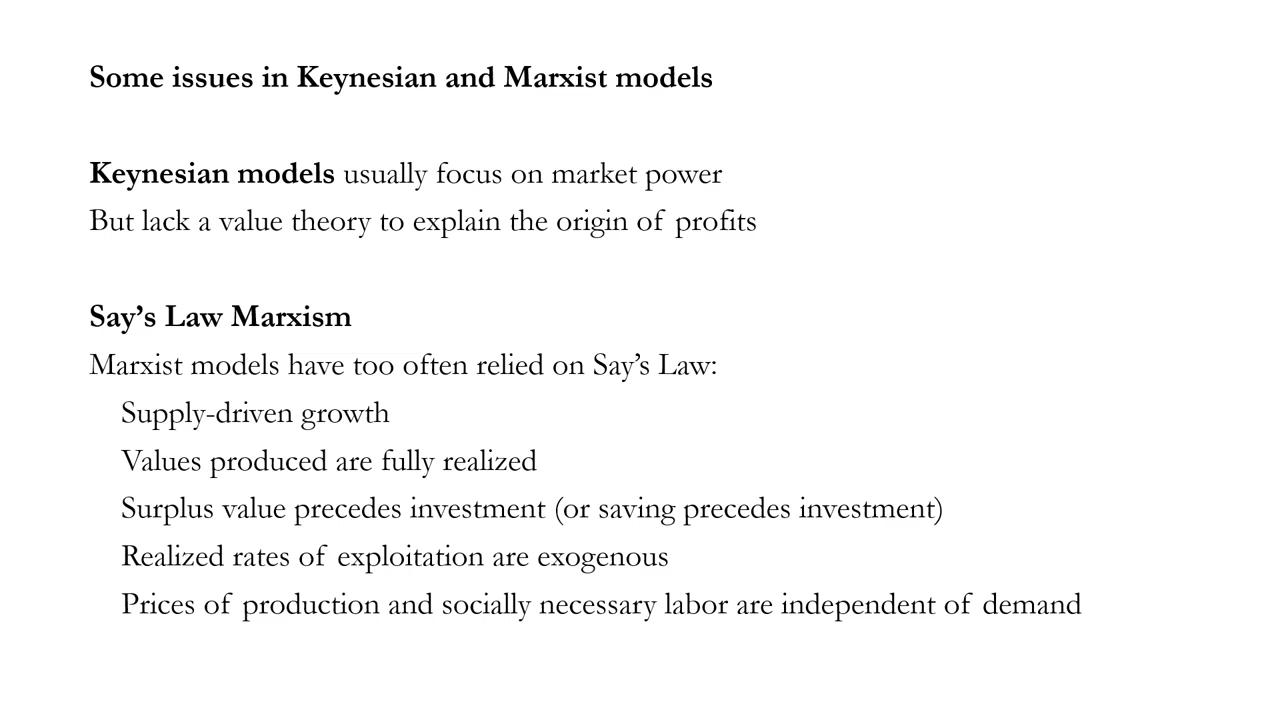 Some issues in Keynesian and Marxist models
Keynesian models usually focus on market power
But lack a value theory to explain the origin of profits
Say’s Law Marxism
Marxist models have too often relied on Say’s Law:
Supply-driven growth
Values produced are fully realized
Surplus value precedes investment (or saving precedes investment)
Realized rates of exploitation are exogenous
Prices of production and socially necessary labor are independent of demand